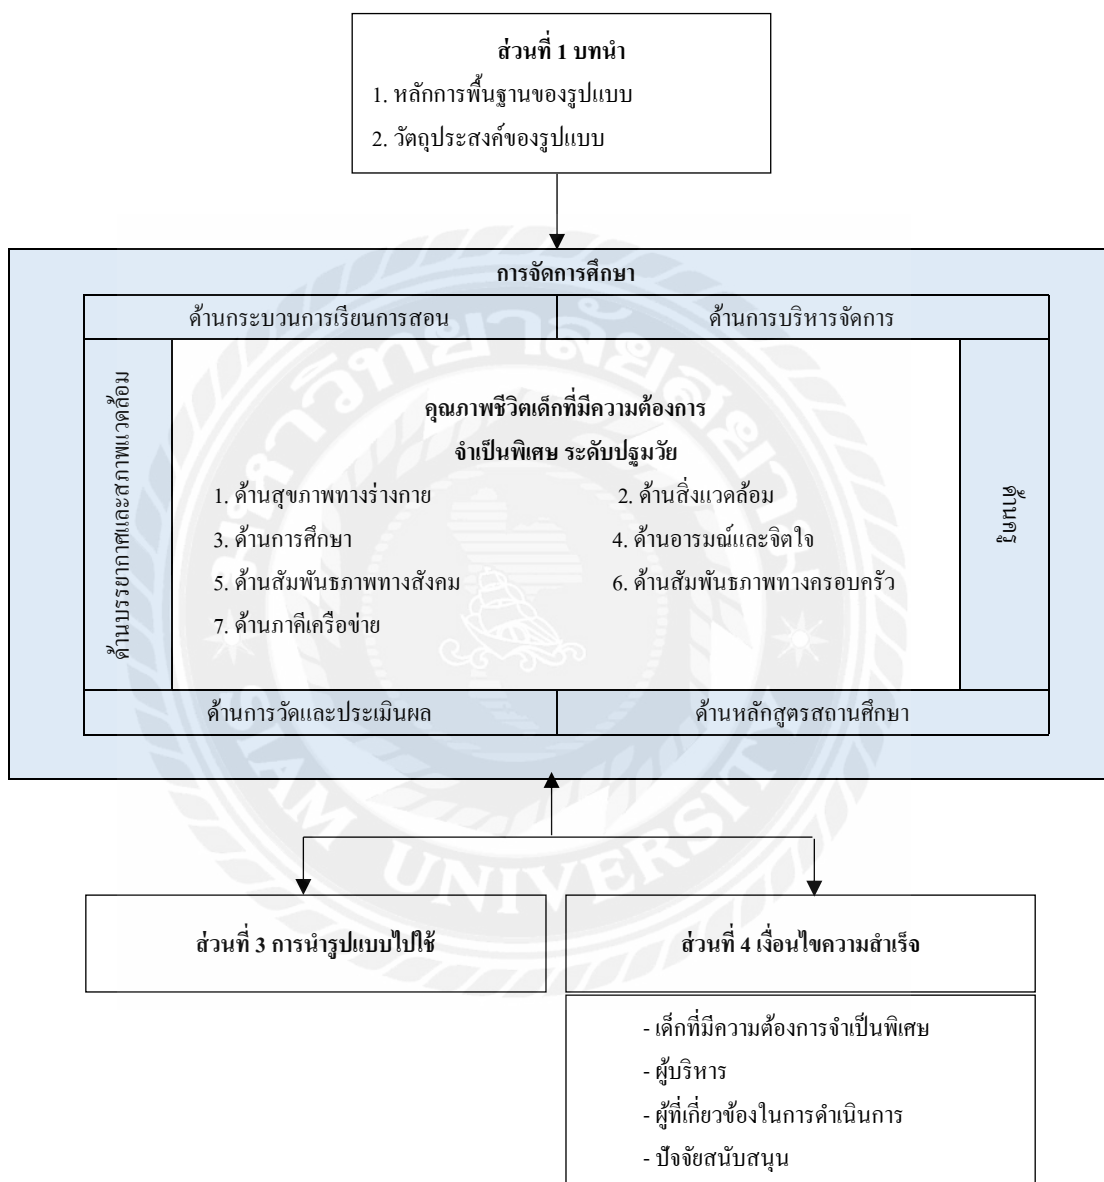 ส่วนที่ 1 บทนำ
1. หลักการพื้นฐานของรูปแบบ
2. วัตถุประสงค์ของรูปแบบ
การจัดการศึกษา
ด้านกระบวนการเรียนการสอน
ด้านการบริหารจัดการ
ด้านบรรยากาศและสภาพแวดล้อม
คุณภาพชีวิตเด็กที่มีความต้องการ
จำเป็นพิเศษ ระดับปฐมวัย
1. ด้านสุขภาพทางร่างกาย
2. ด้านสิ่งแวดล้อม
3. ด้านการศึกษา
4. ด้านอารมณ์และจิตใจ
5. ด้านสัมพันธภาพทางสังคม
6. ด้านสัมพันธภาพทางครอบครัว
7. ด้านภาคีเครือข่าย
ด้านครู
ด้านการวัดและประเมินผล
ด้านหลักสูตรสถานศึกษา
ส่วนที่ 3 การนำรูปแบบไปใช้
ส่วนที่ 4 เงื่อนไขความสำเร็จ
- เด็กที่มีความต้องการจำเป็นพิเศษ
- ผู้บริหาร
- ผู้ที่เกี่ยวข้องในการดำเนินการ
- ปัจจัยสนับสนุน
มหาวิทยาลัยสยาม
SIAM UNIVERSITY